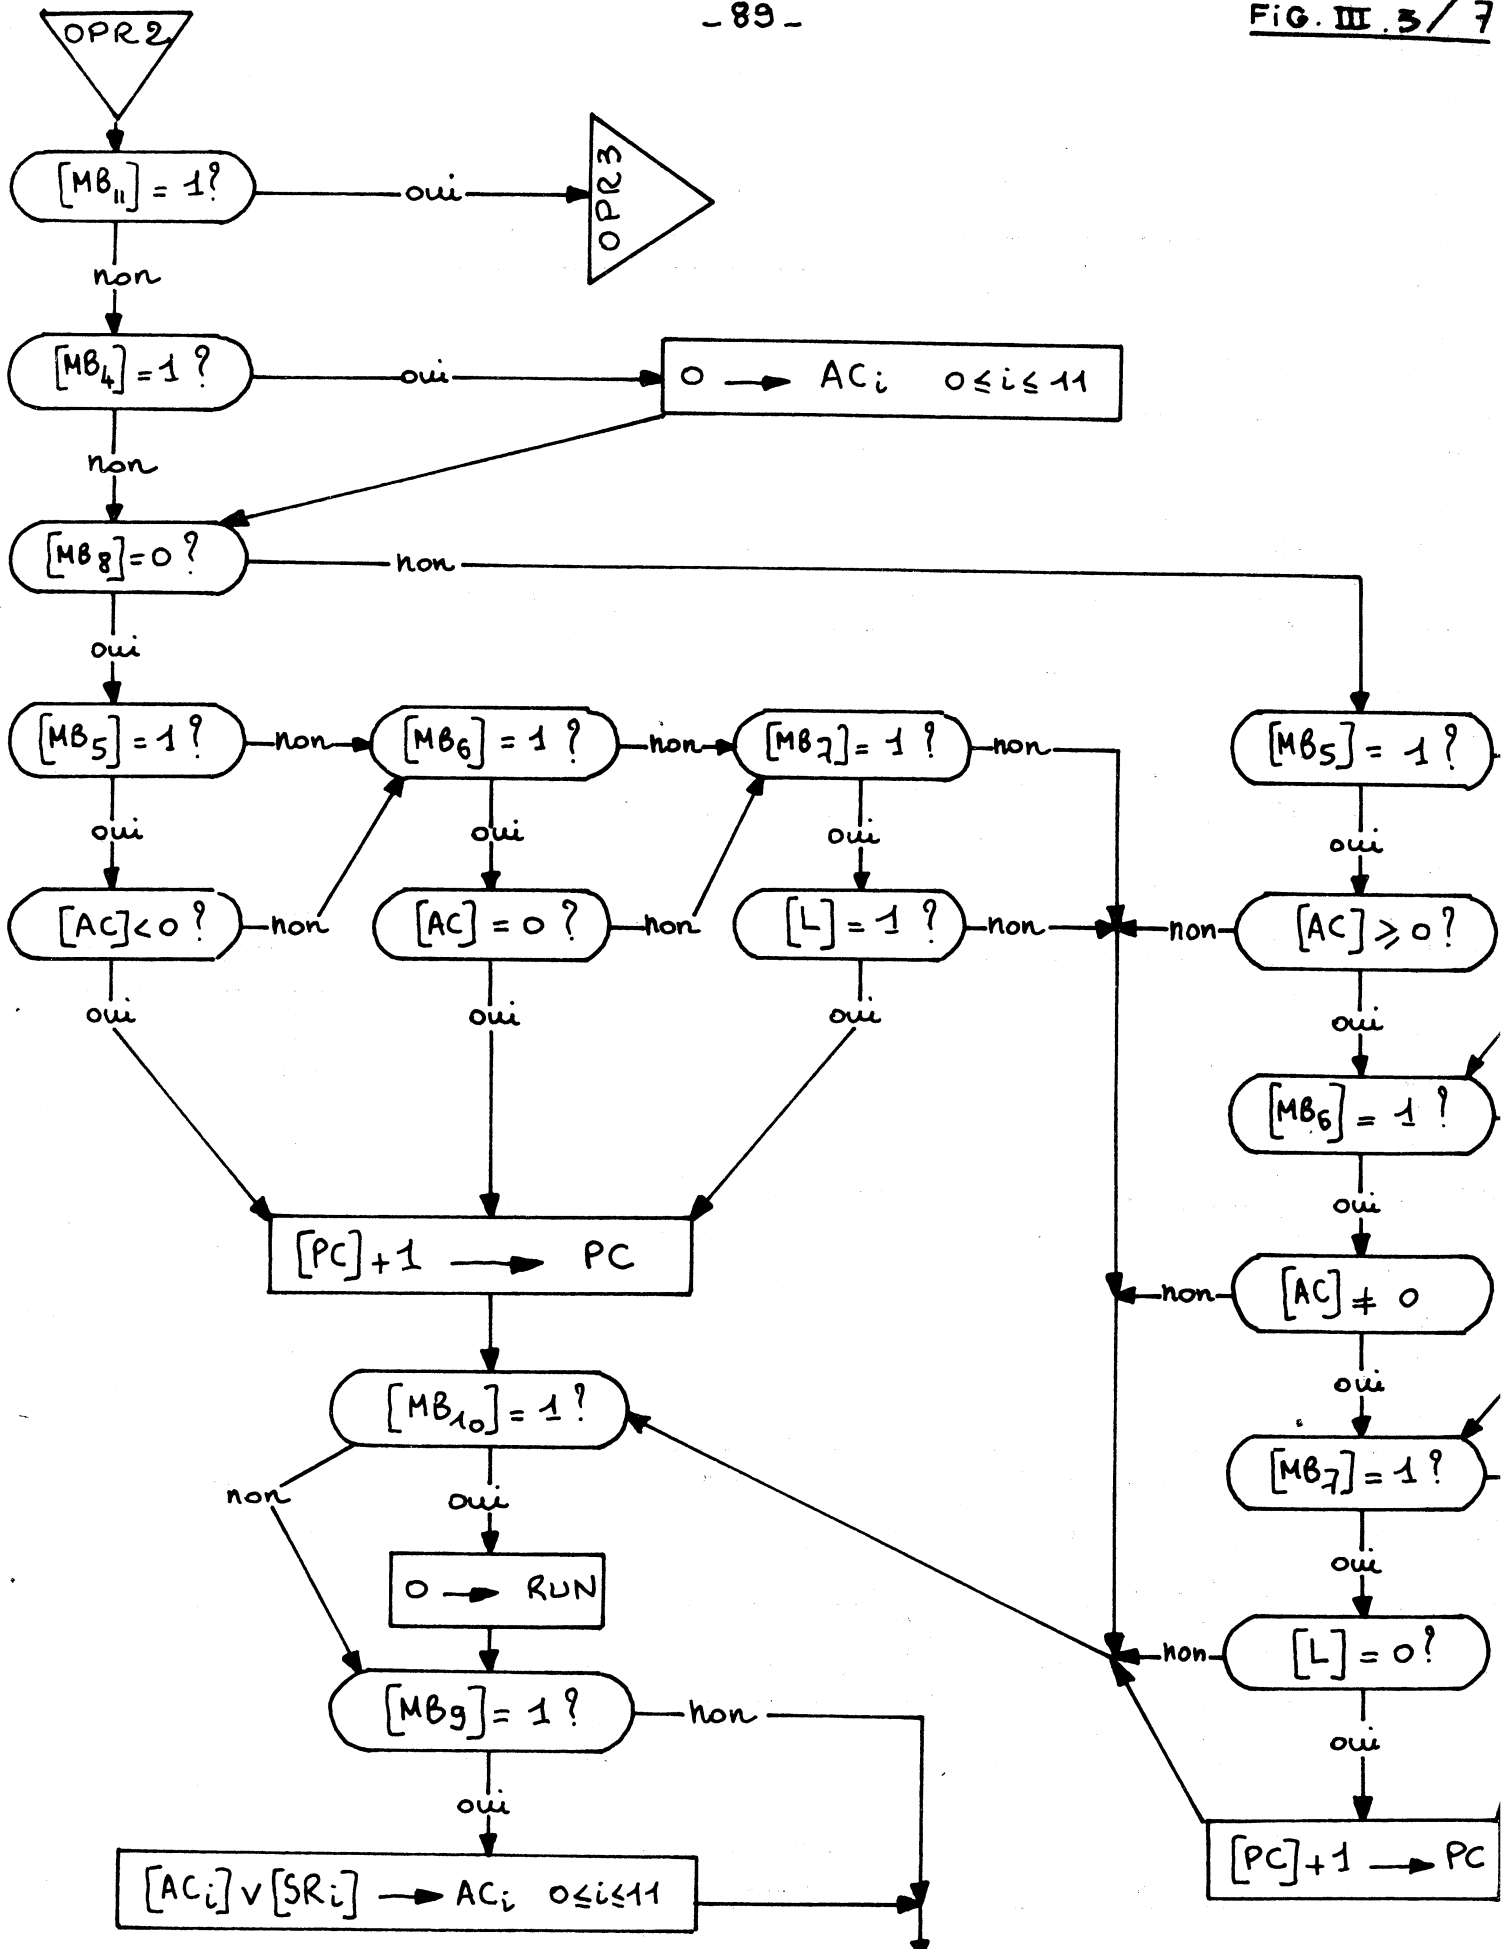 - 89 -
FIG. III. 3/7
OPR2
[MB11] = 1?
oui
OPR3
non
[MB4] = 1 ?
oui
0 → ACi 0 ≤ i ≤ 11
non
[MB8] = 0 ?
non
oui
[MB5] = 1 ?
non
[MB6] = 1 ?
non
[MB7] = 1 ?
non
[MB5] = 1 ?
oui
oui
oui
oui
[AC] < 0 ?
non
[AC] = 0 ?
non
[L] = 1 ?
non
non
[AC] ⩾ 0 ?
oui
oui
oui
oui
[MB6] = 1 ?
oui
[PC] + 1 → PC
non
[AC] ≠ 0
oui
[MB10] = 1 ?
non
oui
[MB7] = 1 ?
oui
0 → RUN
[MB9] = 1 ?
non
non
[L] = 0 ?
oui
oui
[ACi] v [SRi] → ACi 0 ≤ i ≤ 11
[PC] + 1 → PC